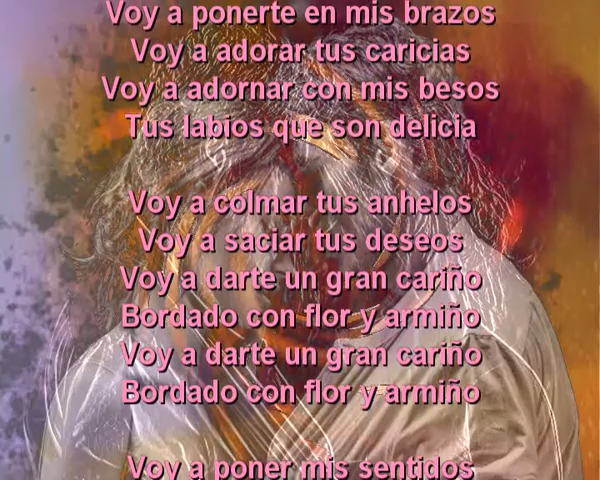 Voy a ponerte en mis brazos
Voy a adorar tus caricias
Voy a adornar con mis besos
Tus labios que son delicia
Voy a colmar tus anhelos
Voy a saciar tus deseos
Voy a darte un gran cariño
Bordado con flor y armiño
Voy a darte un gran cariño
Bordado con flor y armiño
Voy a poner mis sentidos